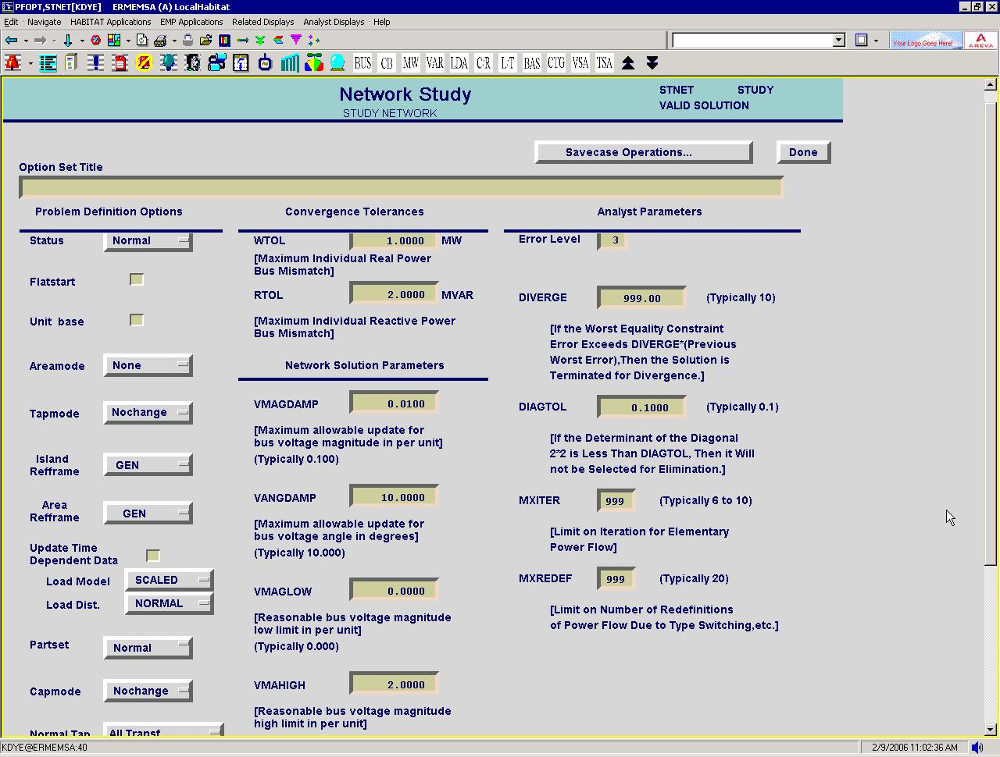 PFOPT,STNET[KDYE] ERMEMSA (A) LocalHabitat
Edit Navigate HABITAT Applications EMP Applications Related Displays Analyst Displays Help
Your Logo Goes Here!
AREVA
BUS CB MW VAR LDA C/R L-T BAS CTG VSA TSA
Network Study
STUDY NETWORK
STNET STUDY
VALID SOLUTION
Savecase Operations... Done
Option Set Title
Problem Definition Options
Status Normal
Flatstart
Unit base
Areamode None
Tapmode Nochange
Island
Refframe GEN
Area
Refframe GEN
Update Time
Dependent Data
Load Model SCALED
Load Dist. NORMAL
Partset Normal
Capmode Nochange
Normal Tap All Transf
Convergence Tolerances
WTOL 1.0000 MW
[Maximum Individual Real Power
Bus Mismatch]
RTOL 2.0000 MVAR
[Maximum Individual Reactive Power
Bus Mismatch]
Network Solution Parameters
VMAGDAMP 0.0100
[Maximum allowable update for
bus voltage magnitude in per unit]
(Typically 0.100)
VANGDAMP 10.0000
[Maximum allowable update for
bus voltage angle in degrees]
(Typically 10.000)
VMAGLOW 0.0000
[Reasonable bus voltage magnitude
low limit in per unit]
(Typically 0.000)
VMAHIGH 2.0000
[Reasonable bus voltage magnitude
high limit in per unit]
Analyst Parameters
Error Level 3
DIVERGE 999.00 (Typically 10)
[If the Worst Equality Constraint
Error Exceeds DIVERGE*(Previous
Worst Error),Then the Solution is
Terminated for Divergence.]
DIAGTOL 0.1000 (Typically 0.1)
[If the Determinant of the Diagonal
2*2 is Less Than DIAGTOL, Then it Will
not be Selected for Elimination.]
MXITER 999 (Typically 6 to 10)
[Limit on Iteration for Elementary
Power Flow]
MXREDEF 999 (Typically 20)
[Limit on Number of Redefinitions
of Power Flow Due to Type Switching,etc.]
KDYE@ERMEMSA:40
2/9/2006 11:02:36 AM